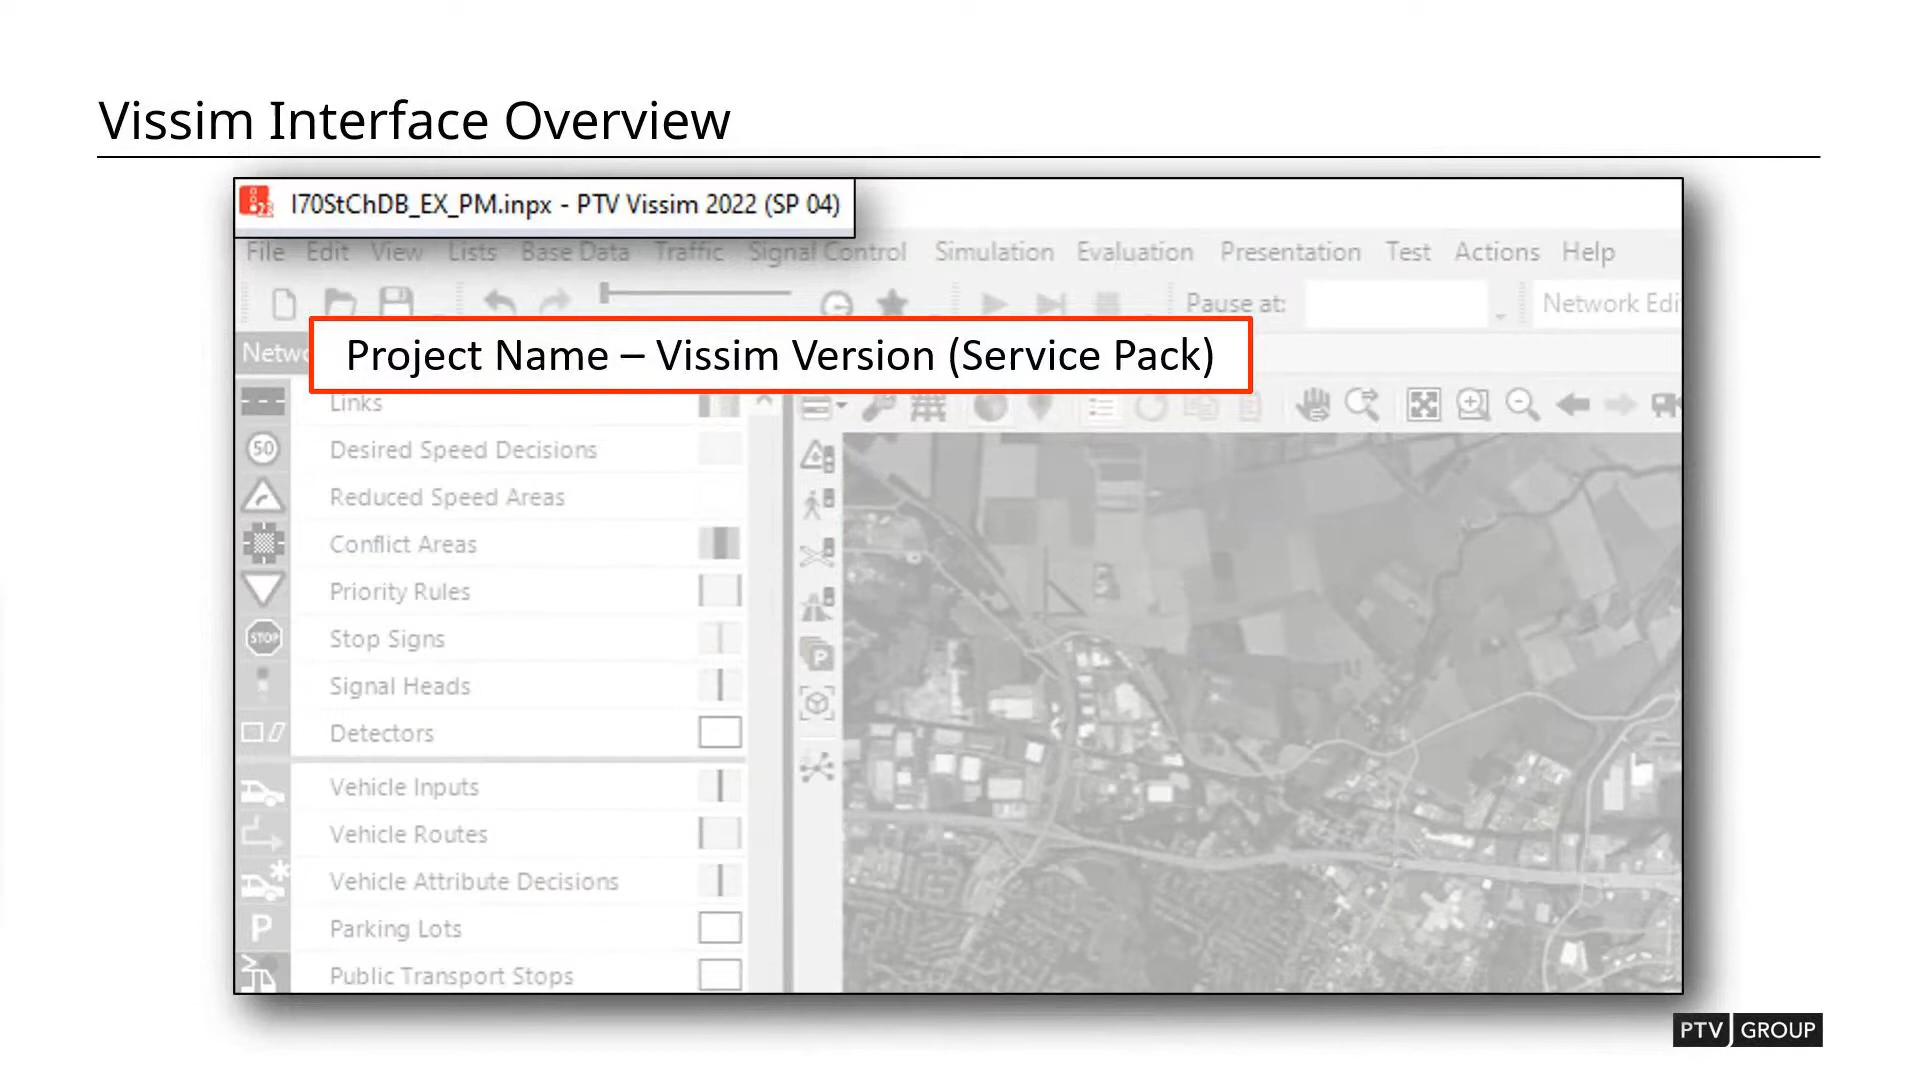 Vissim Interface Overview
I70StChDB_EX_PM.inpx - PTV Vissim 2022 (SP 04)
File Edit View Lists Base Data Traffic Signal Control Simulation Evaluation Presentation Test Actions Help
Pause at:
Project Name – Vissim Version (Service Pack)
Links
50
Desired Speed Decisions
Reduced Speed Areas
Conflict Areas
Priority Rules
STOP
Stop Signs
Signal Heads
Detectors
Vehicle Inputs
Vehicle Routes
Vehicle Attribute Decisions
P
Parking Lots
Public Transport Stops
P
PTV GROUP